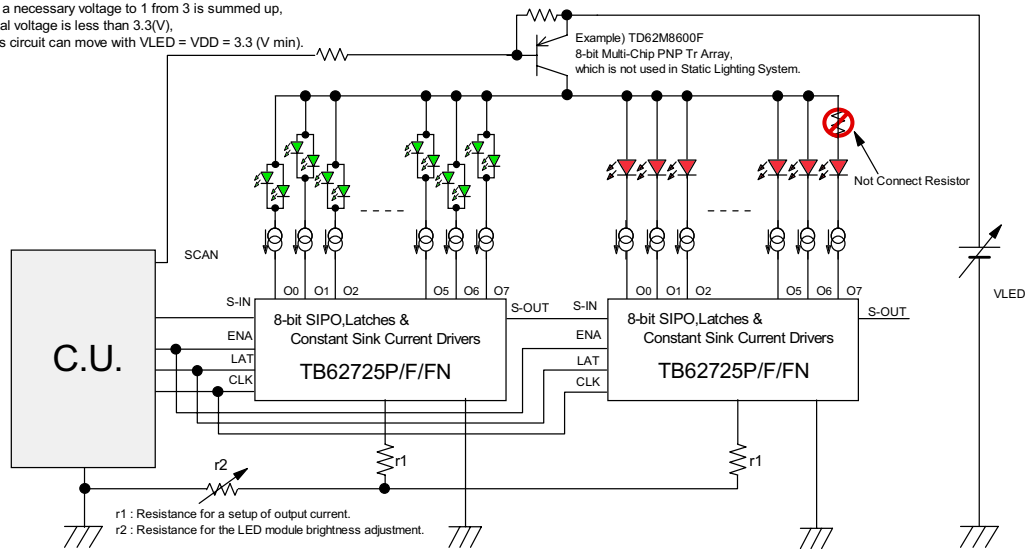 a necessary voltage to 1 from 3 is summed up,
al voltage is less than 3.3(V),
s circuit can move with VLED = VDD = 3.3 (V min).
Example) TD62M8600F
8-bit Multi-Chip PNP Tr Array,
which is not used in Static Lighting System.
Not Connect Resistor
SCAN
VLED
O0 O1 O2 O5 O6 O7
O0 O1 O2 O5 O6 O7
S-IN
S-OUT
S-IN
S-OUT
8-bit SIPO,Latches &
Constant Sink Current Drivers
TB62725P/F/FN
8-bit SIPO,Latches &
Constant Sink Current Drivers
TB62725P/F/FN
ENA
LAT
CLK
ENA
LAT
CLK
C.U.
r1
r1
r2
r1 : Resistance for a setup of output current.
r2 : Resistance for the LED module brightness adjustment.